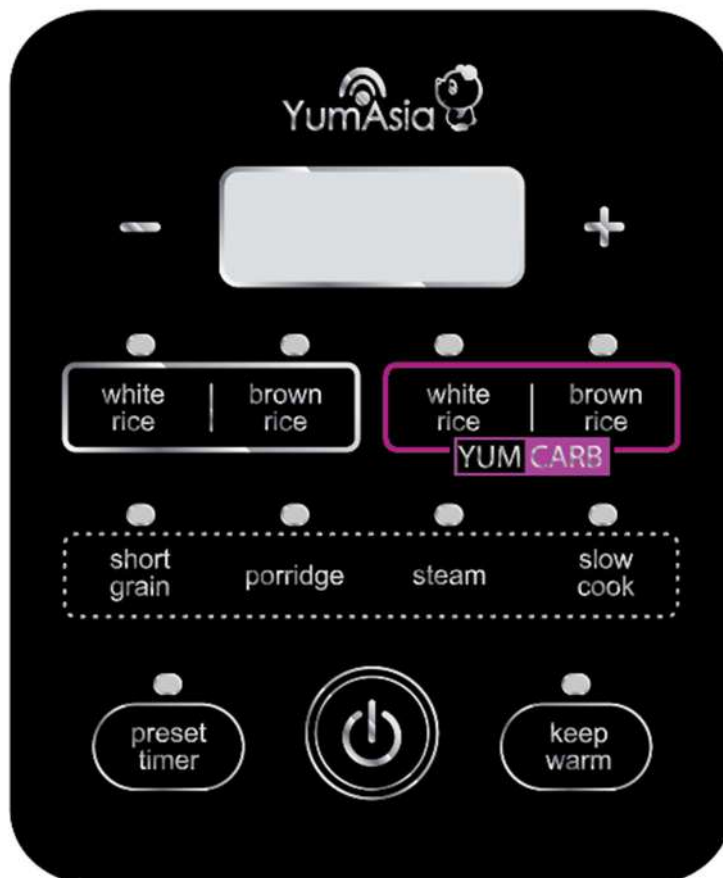 YumAsia
- +
white rice | brown rice
white rice | brown rice
YUM CARB
short grain porridge steam slow cook
preset timer
keep warm